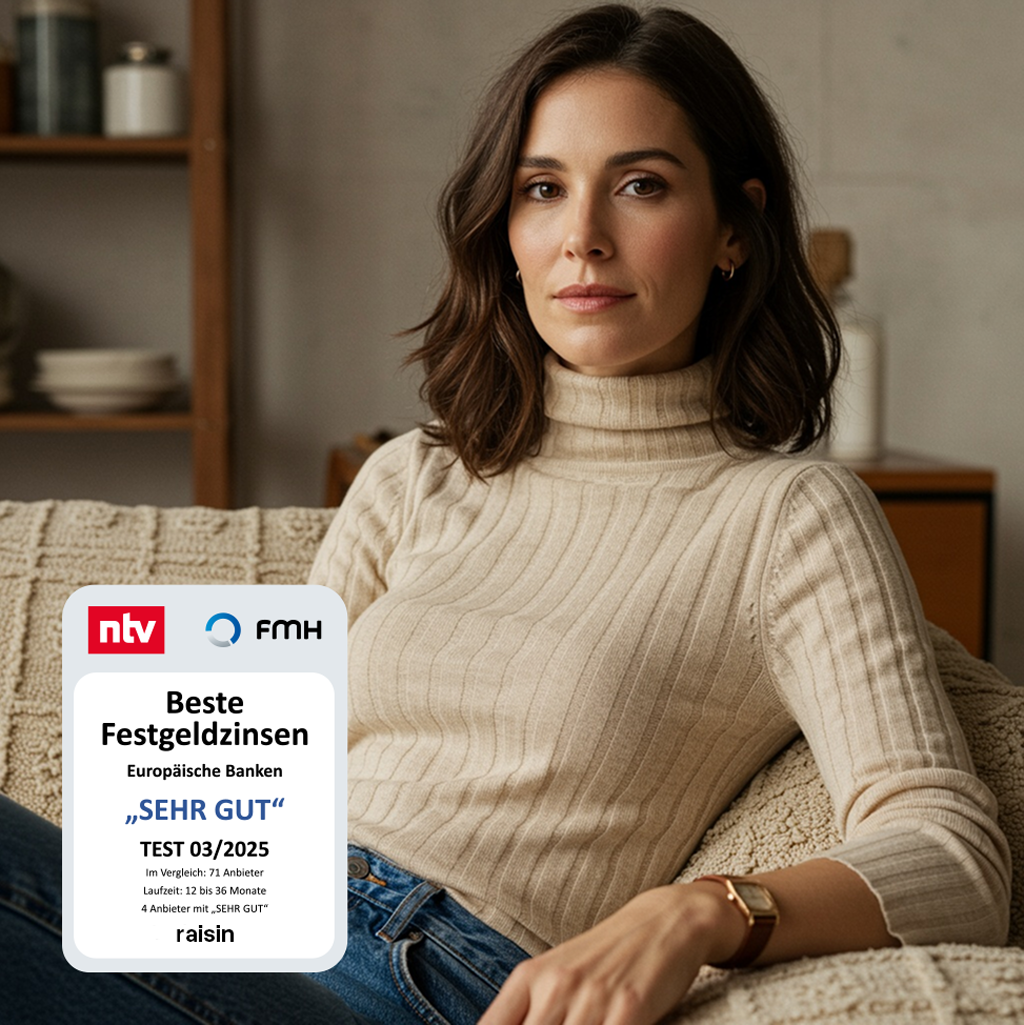 ntv FMH
Beste
Festgeldzinsen
Europäische Banken
„SEHR GUT“
TEST 03/2025
Im Vergleich: 71 Anbieter
Laufzeit: 12 bis 36 Monate
4 Anbieter mit „SEHR GUT“
raisin